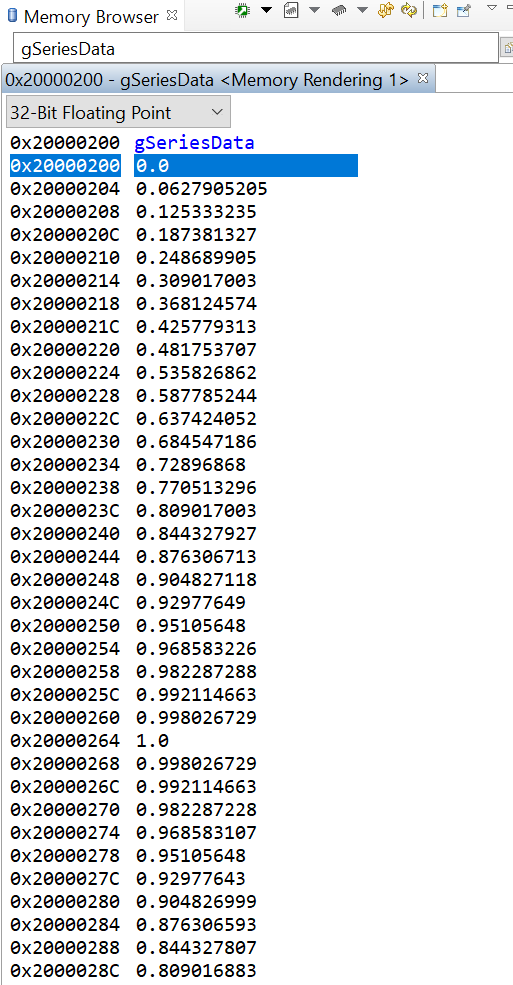 Memory Browser
gSeriesData
0x20000200 - gSeriesData <Memory Rendering 1>
32-Bit Floating Point
0x20000200 gSeriesData
0x20000200 0.0
0x20000204 0.0627905205
0x20000208 0.125333235
0x2000020C 0.187381327
0x20000210 0.248689905
0x20000214 0.309017003
0x20000218 0.368124574
0x2000021C 0.425779313
0x20000220 0.481753707
0x20000224 0.535826862
0x20000228 0.587785244
0x2000022C 0.637424052
0x20000230 0.684547186
0x20000234 0.72896868
0x20000238 0.770513296
0x2000023C 0.809017003
0x20000240 0.844327927
0x20000244 0.876306713
0x20000248 0.904827118
0x2000024C 0.92977649
0x20000250 0.95105648
0x20000254 0.968583226
0x20000258 0.982287288
0x2000025C 0.992114663
0x20000260 0.998026729
0x20000264 1.0
0x20000268 0.998026729
0x2000026C 0.992114663
0x20000270 0.982287228
0x20000274 0.968583107
0x20000278 0.95105648
0x2000027C 0.92977643
0x20000280 0.904826999
0x20000284 0.876306593
0x20000288 0.844327807
0x2000028C 0.809016883